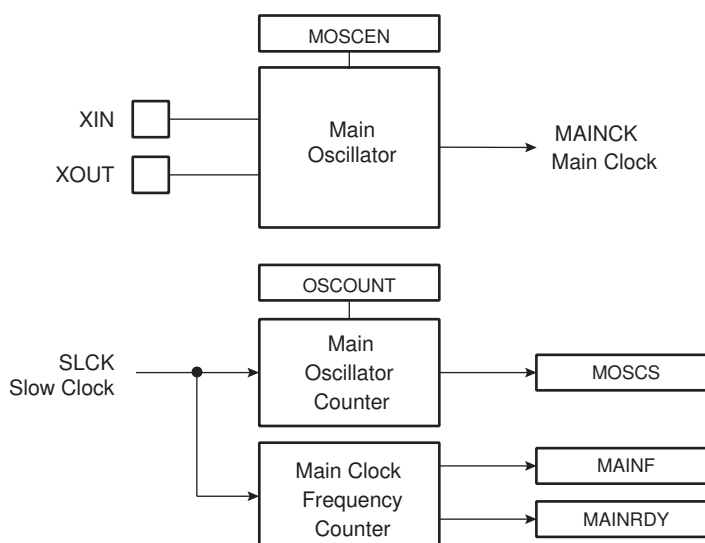 MOSCEN
XIN
XOUT
Main
Oscillator
MAINCK
Main Clock
OSCOUNT
SLCK
Slow Clock
Main
Oscillator
Counter
MOSCS
Main Clock
Frequency
Counter
MAINF
MAINRDY